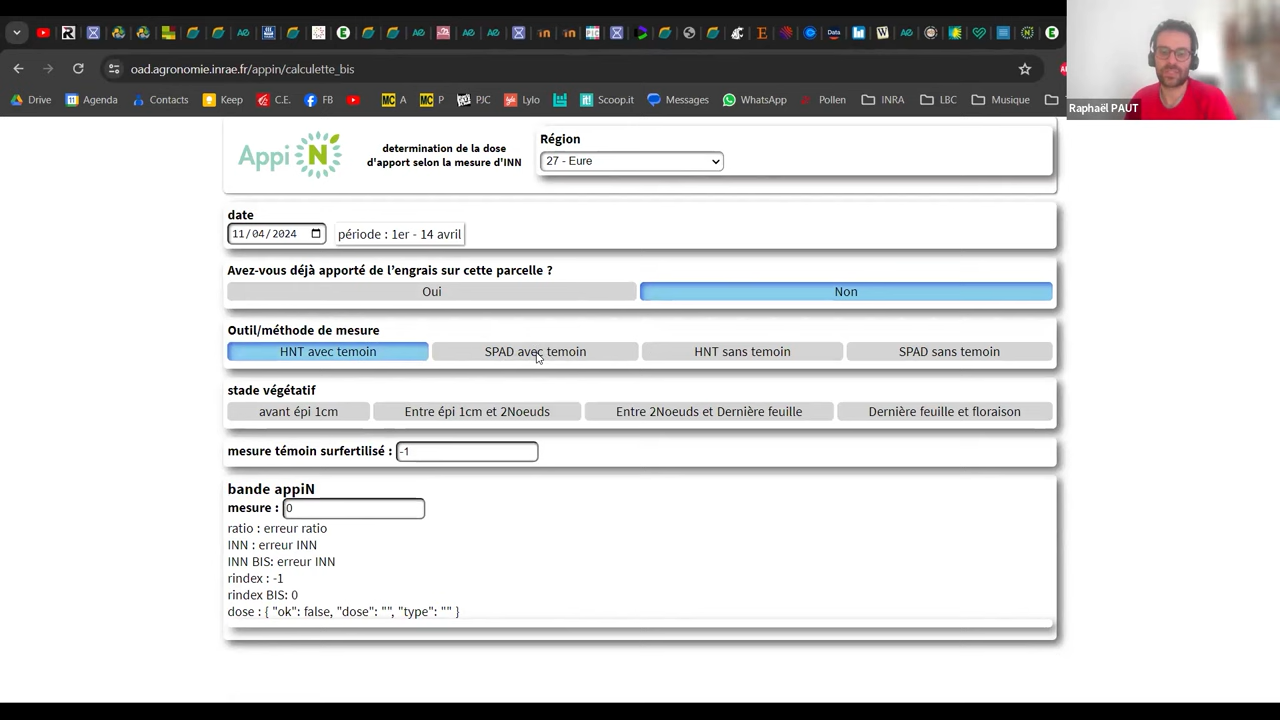 oad.agronomie.inrae.fr/appin/calculette_bis
Drive
Agenda
Contacts
Keep
C.E.
FB
A
P
PJC
Lylo
Scoop.it
Messages
WhatsApp
Pollen
INRA
LBC
Musique
Raphaël PAUT
Appi N
determination de la dose
d'apport selon la mesure d'INN
Région
27 - Eure
date
11/04/2024
période : 1er - 14 avril
Avez-vous déjà apporté de l'engrais sur cette parcelle ?
Oui
Non
Outil/méthode de mesure
HNT avec temoin
SPAD avec temoin
HNT sans temoin
SPAD sans temoin
stade végétatif
avant épi 1cm
Entre épi 1cm et 2Noeuds
Entre 2Noeuds et Dernière feuille
Dernière feuille et floraison
mesure témoin surfertilisé : -1
bande appiN
mesure : 0
ratio : erreur ratio
INN : erreur INN
INN BIS: erreur INN
rindex : -1
rindex BIS: 0
dose : { "ok": false, "dose": "", "type": "" }